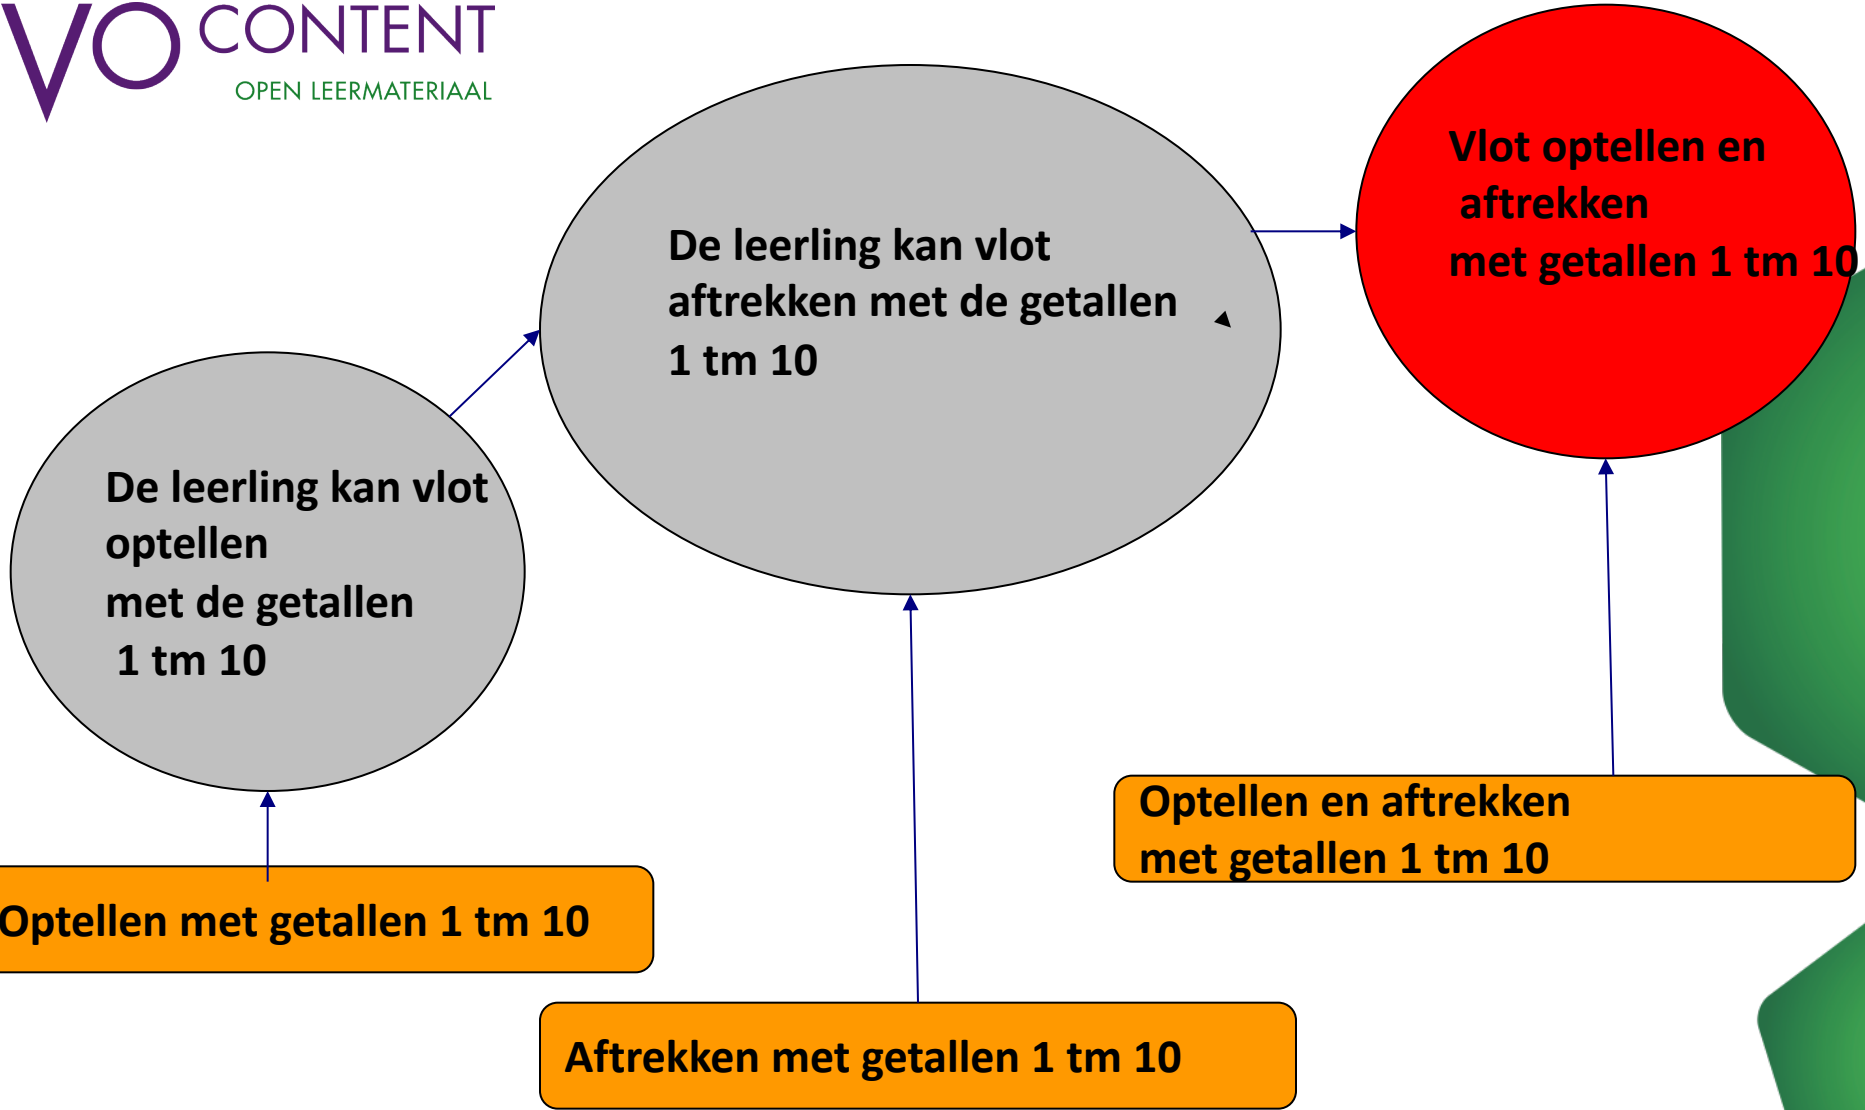 VO CONTENT
OPEN LEERMATERIAAL
De leerling kan vlot
optellen
met de getallen
1 tm 10
De leerling kan vlot
aftrekken met de getallen
1 tm 10
Vlot optellen en
aftrekken
met getallen 1 tm 10
Optellen met getallen 1 tm 10
Aftrekken met getallen 1 tm 10
Optellen en aftrekken
met getallen 1 tm 10